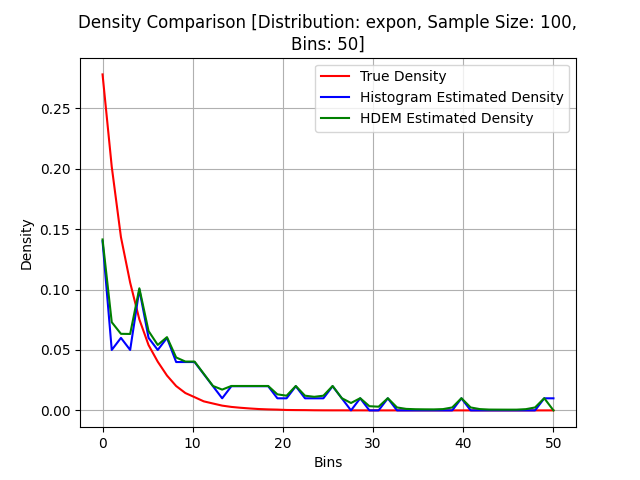 Density Comparison [Distribution: expon, Sample Size: 100,
Bins: 50]
True Density
Histogram Estimated Density
HDEM Estimated Density
Density
0.25
0.20
0.15
0.10
0.05
0.00
0 10 20 30 40 50
Bins